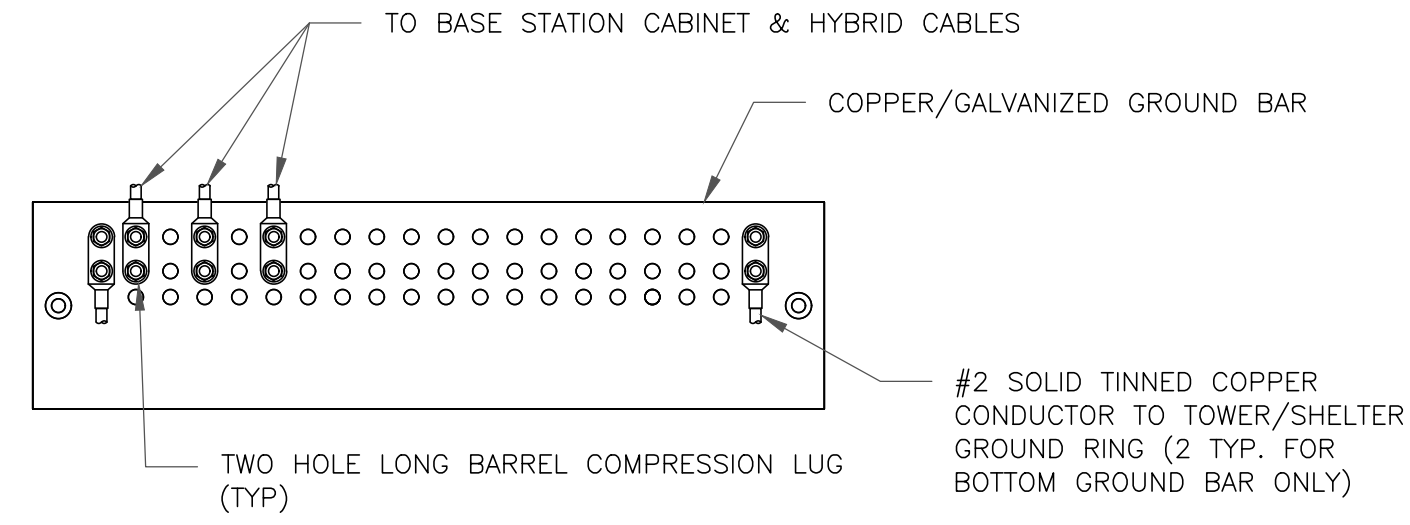 TO BASE STATION CABINET & HYBRID CABLES
COPPER/GALVANIZED GROUND BAR
#2 SOLID TINNED COPPER
CONDUCTOR TO TOWER/SHELTER
GROUND RING (2 TYP. FOR
BOTTOM GROUND BAR ONLY)
TWO HOLE LONG BARREL COMPRESSION LUG
(TYP)